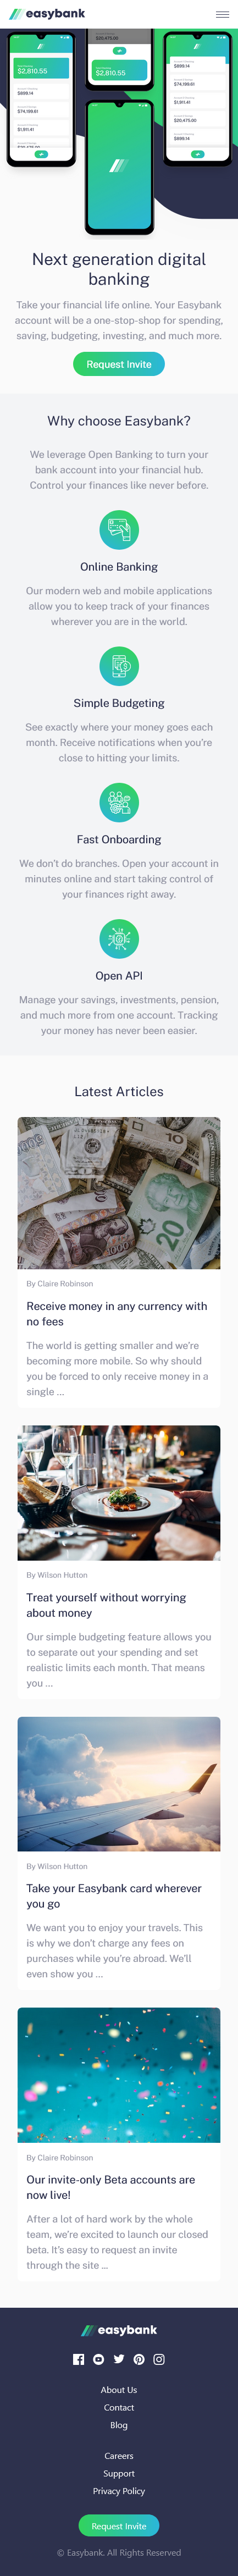 easybank
$20,475.00
$2,810.55
$899.14
$1,911.41
$2,810.55
$899.14
$1,911.41
$20,475.00
$899.14
Next generation digital
banking
Take your financial life online. Your Easybank
account will be a one-stop-shop for spending,
saving, budgeting, investing, and much more.
Request Invite
Why choose Easybank?
We leverage Open Banking to turn your
bank account into your financial hub.
Control your finances like never before.
Online Banking
Our modern web and mobile applications
allow you to keep track of your finances
wherever you are in the world.
Simple Budgeting
See exactly where your money goes each
month. Receive notifications when you're
close to hitting your limits.
Fast Onboarding
We don't do branches. Open your account in
minutes online and start taking control of
your finances right away.
Open API
Manage your savings, investments, pension,
and much more from one account. Tracking
your money has never been easier.
Latest Articles
20
By Claire Robinson
Receive money in any currency with
no fees
The world is getting smaller and we're
becoming more mobile. So why should
you be forced to only receive money in a
single …
By Wilson Hutton
Treat yourself without worrying
about money
Our simple budgeting feature allows you
to separate out your spending and set
realistic limits each month. That means
you …
By Wilson Hutton
Take your Easybank card wherever
you go
We want you to enjoy your travels. This
is why we don't charge any fees on
purchases while you're abroad. We'll
even show you …
By Claire Robinson
Our invite-only Beta accounts are
now live!
After a lot of hard work by the whole
team, we're excited to launch our closed
beta. It's easy to request an invite
through the site ...
easybank
About Us
Contact
Blog
Careers
Support
Privacy Policy
Request Invite
© Easybank. All Rights Reserved